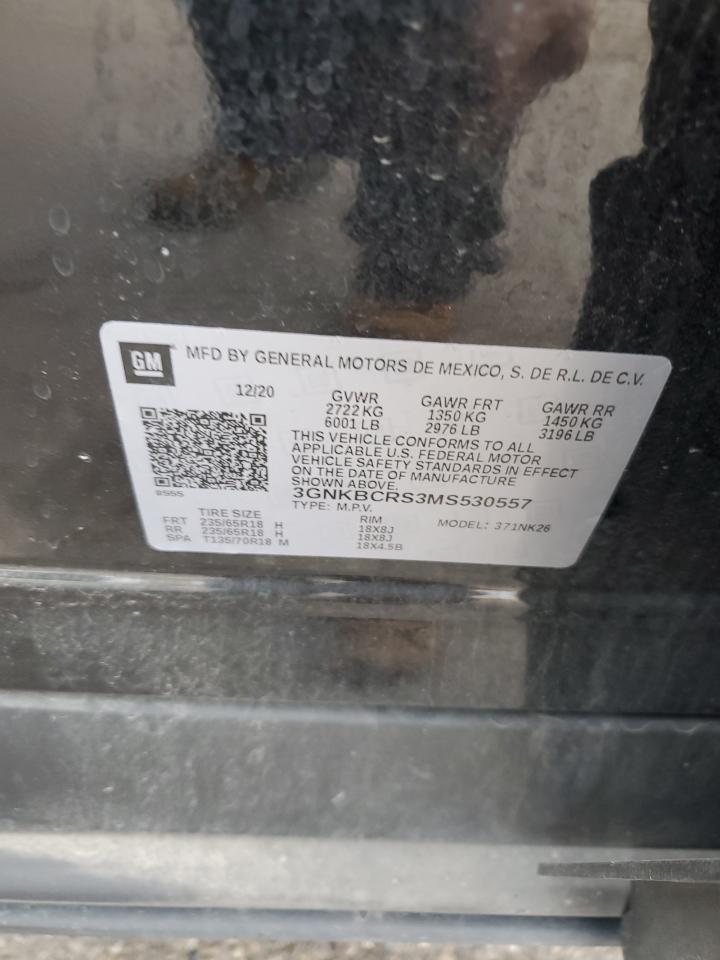 GM MFD BY GENERAL MOTORS DE MEXICO, S. DE R.L. DE C.V.
12/20 GVWR GAWR FRT GAWR RR
2722 KG 1350 KG 1450 KG
6001 LB 2976 LB 3196 LB
THIS VEHICLE CONFORMS TO ALL
APPLICABLE U.S. FEDERAL MOTOR
VEHICLE SAFETY STANDARDS IN EFFECT
ON THE DATE OF MANUFACTURE
SHOWN ABOVE.
3GNKBCRS3MS530557
TYPE: M.P.V. MODEL: 371NK26
TIRE SIZE RIM
FRT 235/65R18 H 18X8J
RR 235/65R18 H 18X8J
SPA T135/70R18 M 18X4.5B